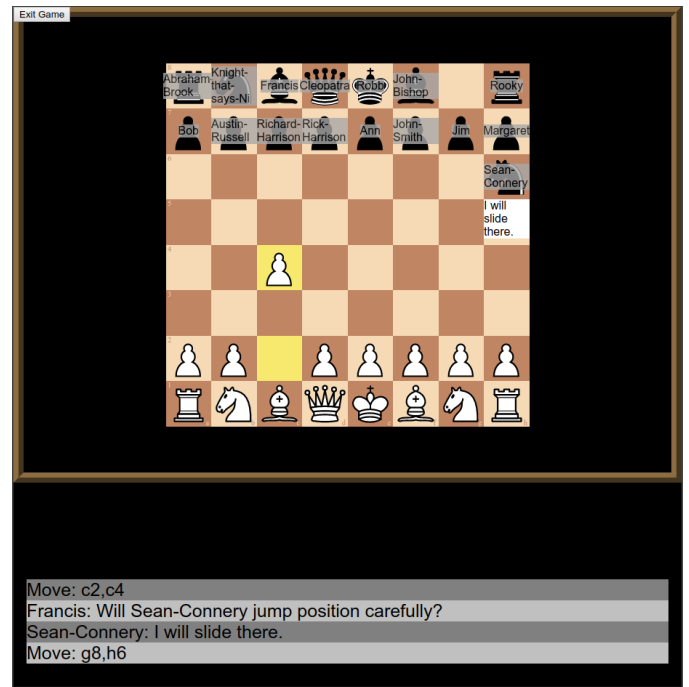 Exit Game
Abraham-
Brook
Knight-
that-
says-Ni
Francis
Cleopatra
Robb
John-
Bishop
Rooky
Bob
Austin-
Russell
Richard-
Harrison
Rick-
Harrison
Ann
John-
Smith
Jim
Margaret
Sean-
Connery
I will
slide
there.
Move: c2,c4
Francis: Will Sean-Connery jump position carefully?
Sean-Connery: I will slide there.
Move: g8,h6